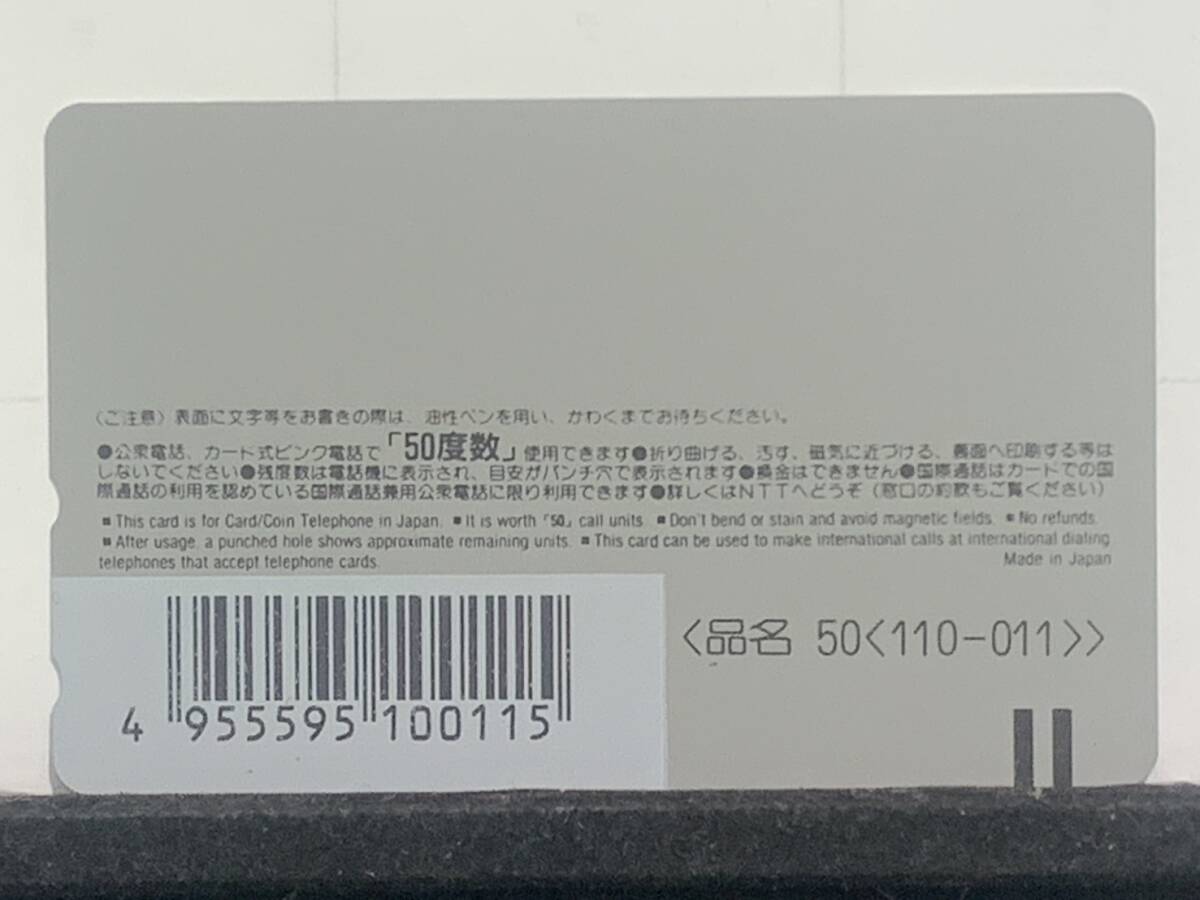 〈ご注意〉表面に文字等をお書きの際は、油性ペンを用い、かわくまでお待ちください。
●公衆電話、カード式ピンク電話で「50度数」使用できます●折り曲げる、汚す、磁気に近づける、裏面へ印刷する等は
しないでください●残度数は電話機に表示され、目安がパンチ穴で表示されます●換金はできません●国際通話はカードでの国
際通話の利用を認めている国際通話兼用公衆電話に限り利用できます●詳しくはNTTへどうぞ（窓口の約款もご覧ください）
■ This card is for Card/Coin Telephone in Japan. ■ It is worth「50」call units. ■ Don't bend or stain and avoid magnetic fields. ■ No refunds.
■ After usage, a punched hole shows approximate remaining units. ■ This card can be used to make international calls at international dialing
telephones that accept telephone cards.
Made in Japan
〈品名 50〈110-011〉〉
4 955595 100115